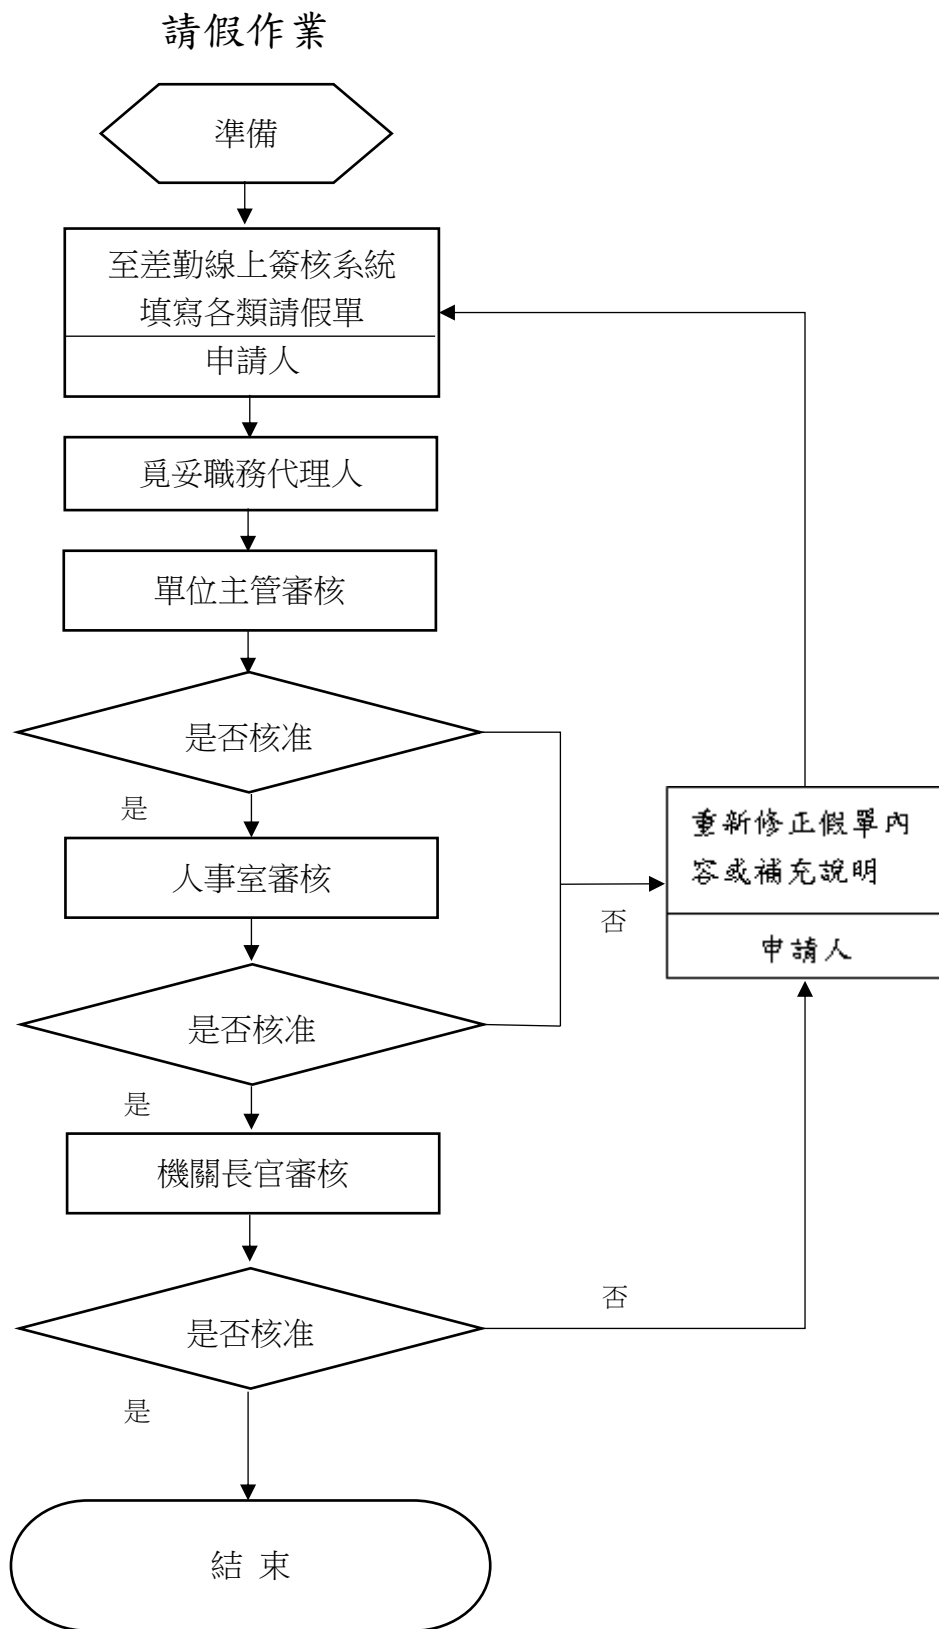 請假作業
準備
至差勤線上簽核系統
填寫各類請假單
申請人
覓妥職務代理人
單位主管審核
是否核准
是
人事室審核
否
重新修正假單內
容或補充說明
申請人
是否核准
是
機關長官審核
是否核准
否
是
結 束